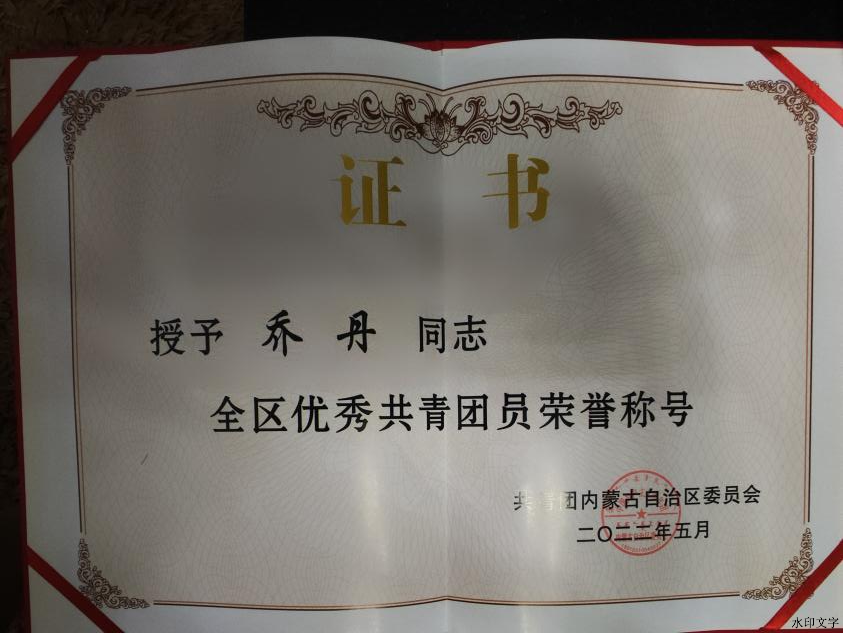 证书
授予 乔丹 同志
全区优秀共青团员荣誉称号
共青团内蒙古自治区委员会
二〇二二年五月
水印文字